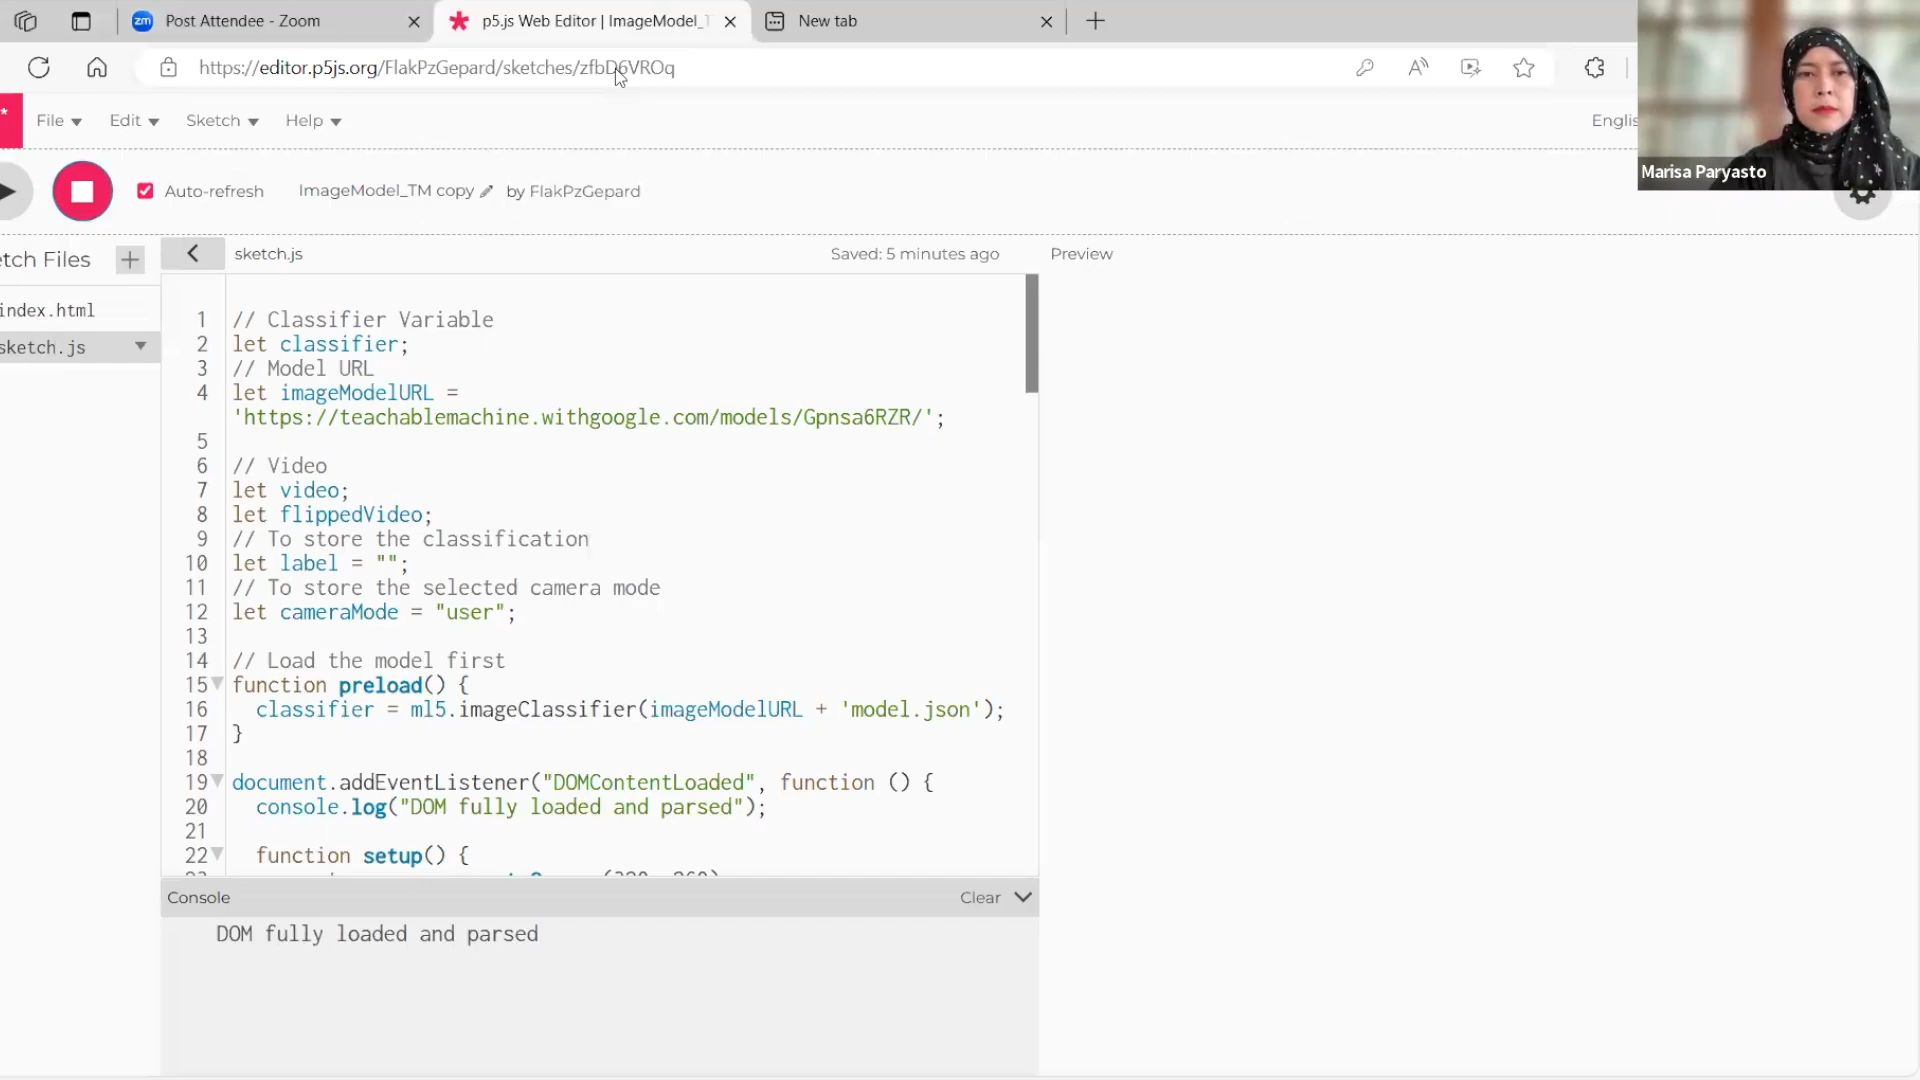 Post Attendee - Zoom
p5.js Web Editor | ImageModel_T
New tab
https://editor.p5js.org/FlakPzGepard/sketches/zfbD6VROq
File
Edit
Sketch
Help
Englis
Marisa Paryasto
Auto-refresh
ImageModel_TM copy
by FlakPzGepard
etch Files
sketch.js
Saved: 5 minutes ago
Preview
index.html
sketch.js
1 // Classifier Variable
2 let classifier;
3 // Model URL
4 let imageModelURL =
'https://teachablemachine.withgoogle.com/models/Gpnsa6RZR/';
5
6 // Video
7 let video;
8 let flippedVideo;
9 // To store the classification
10 let label = "";
11 // To store the selected camera mode
12 let cameraMode = "user";
13
14 // Load the model first
15 function preload() {
16 classifier = ml5.imageClassifier(imageModelURL + 'model.json');
17 }
18
19 document.addEventListener("DOMContentLoaded", function () {
20 console.log("DOM fully loaded and parsed");
21
22 function setup() {
Console
Clear
DOM fully loaded and parsed